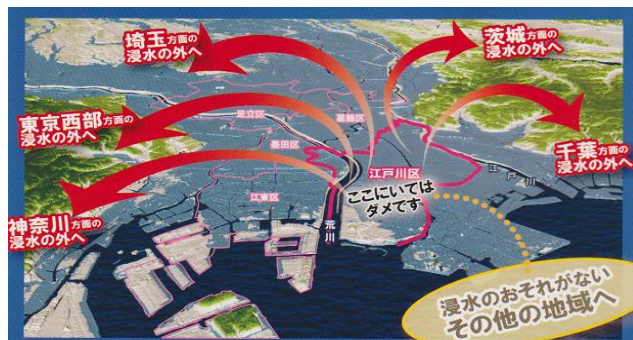 埼玉方面の
浸水の外へ
茨城方面の
浸水の外へ
東京西部方面の
浸水の外へ
千葉方面の
浸水の外へ
神奈川方面の
浸水の外へ
足立区
葛飾区
墨田区
江戸川区
江東区
ここにいては
ダメです
荒川
江戸川
浸水のおそれがない
その他の地域へ